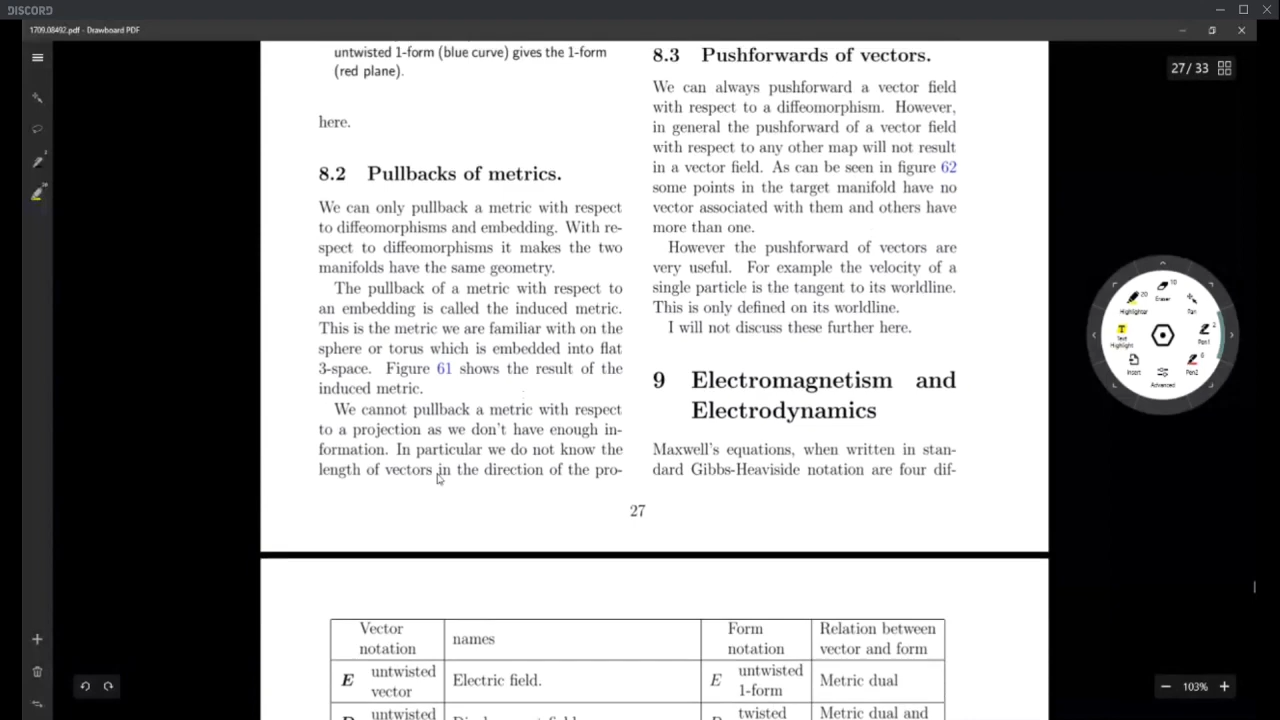 DISCORD
1709.08492.pdf - Drawboard PDF
27/ 33
untwisted 1-form (blue curve) gives the 1-form
(red plane).
here.
8.2 Pullbacks of metrics.
We can only pullback a metric with respect
to diffeomorphisms and embedding. With re-
spect to diffeomorphisms it makes the two
manifolds have the same geometry.
The pullback of a metric with respect to
an embedding is called the induced metric.
This is the metric we are familiar with on the
sphere or torus which is embedded into flat
3-space. Figure 61 shows the result of the
induced metric.
We cannot pullback a metric with respect
to a projection as we don't have enough in-
formation. In particular we do not know the
length of vectors in the direction of the pro-
8.3 Pushforwards of vectors.
We can always pushforward a vector field
with respect to a diffeomorphism. However,
in general the pushforward of a vector field
with respect to any other map will not result
in a vector field. As can be seen in figure 62
some points in the target manifold have no
vector associated with them and others have
more than one.
However the pushforward of vectors are
very useful. For example the velocity of a
single particle is the tangent to its worldline.
This is only defined on its worldline.
I will not discuss these further here.
9 Electromagnetism and
Electrodynamics
Maxwell's equations, when written in stan-
dard Gibbs-Heaviside notation are four dif-
27
Vector
notation
names
Form
notation
Relation between
vector and form
E untwisted
vector
Electric field.
E untwisted
1-form
Metric dual
untwisted
twisted
Metric dual and
Eraser
10
Highlighter
20
Pan
Text
Highlight
Pen1
2
Insert
Pen2
6
Advanced
103%